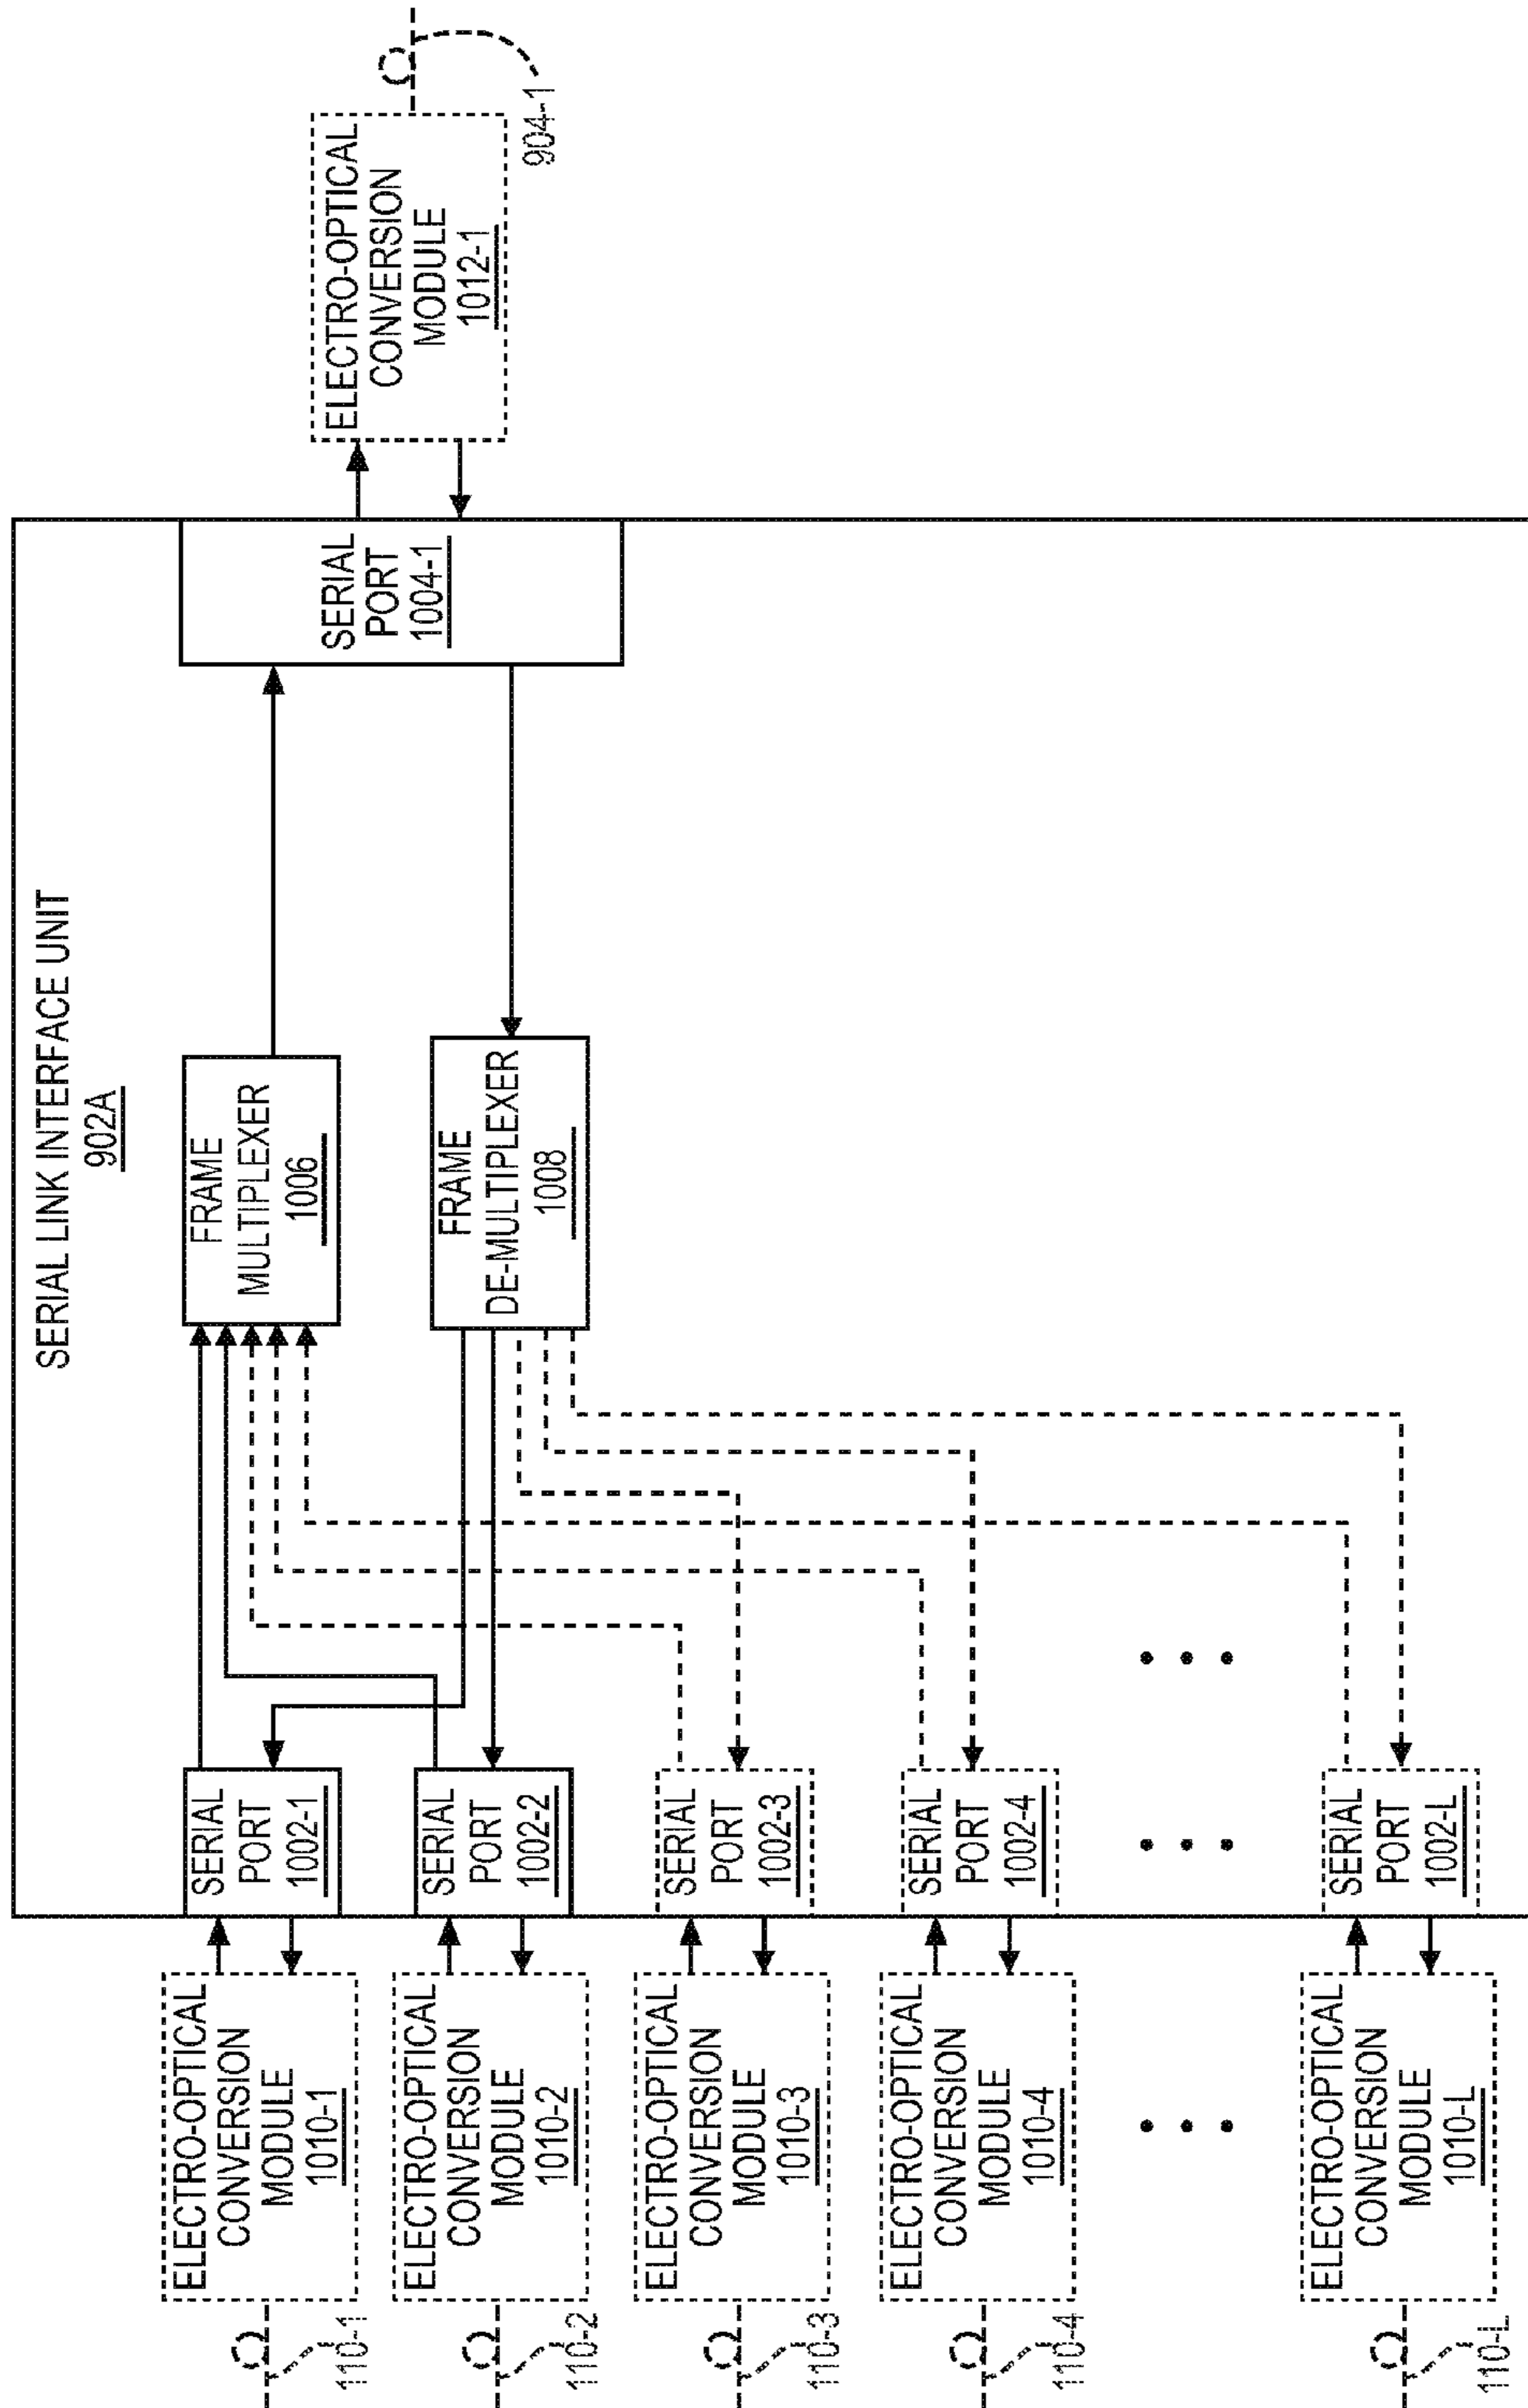 SERIAL LINK INTERFACE UNIT
902A
ELECTRO-OPTICAL
CONVERSION
MODULE
1010-1
110-1
SERIAL
PORT
1002-1
FRAME
MULTIPLEXER
1006
SERIAL
PORT
1004-1
ELECTRO-OPTICAL
CONVERSION
MODULE
1012-1
904-1
ELECTRO-OPTICAL
CONVERSION
MODULE
1010-2
110-2
SERIAL
PORT
1002-2
FRAME
DE-MULTIPLEXER
1008
ELECTRO-OPTICAL
CONVERSION
MODULE
1010-3
110-3
SERIAL
PORT
1002-3
ELECTRO-OPTICAL
CONVERSION
MODULE
1010-4
110-4
SERIAL
PORT
1002-4
ELECTRO-OPTICAL
CONVERSION
MODULE
1010-L
110-L
SERIAL
PORT
1002-L